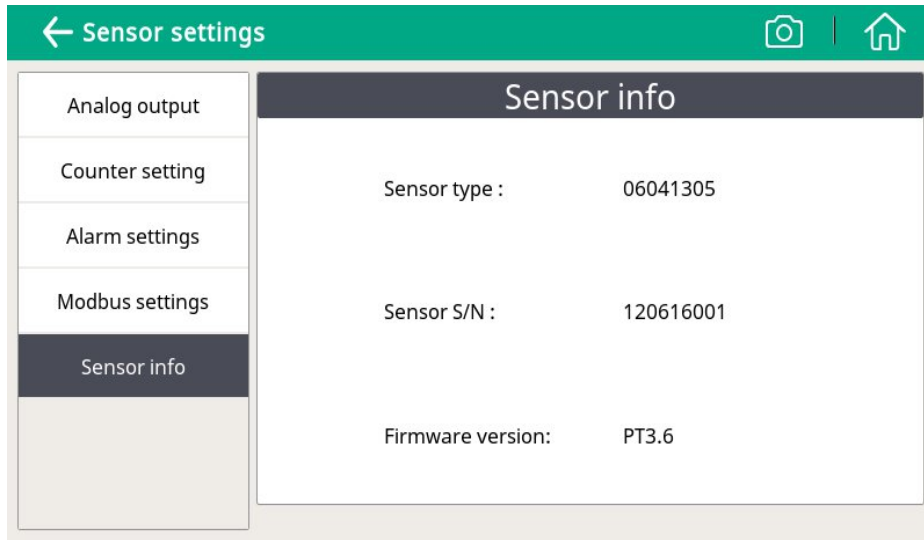 Sensor settings
Analog output
Counter setting
Alarm settings
Modbus settings
Sensor info
Sensor info
Sensor type : 06041305
Sensor S/N : 120616001
Firmware version: PT3.6